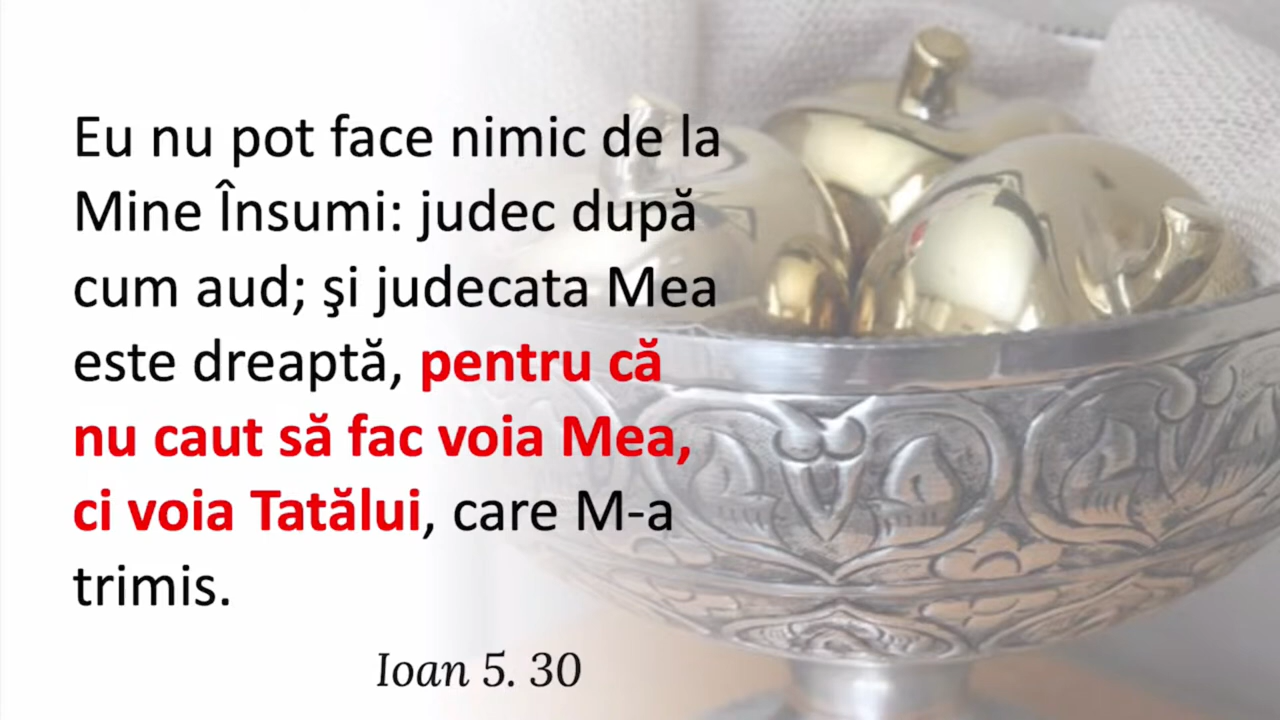 Eu nu pot face nimic de la
Mine Însumi: judec după
cum aud; şi judecata Mea
este dreaptă, pentru că
nu caut să fac voia Mea,
ci voia Tatălui, care M-a
trimis.
Ioan 5. 30